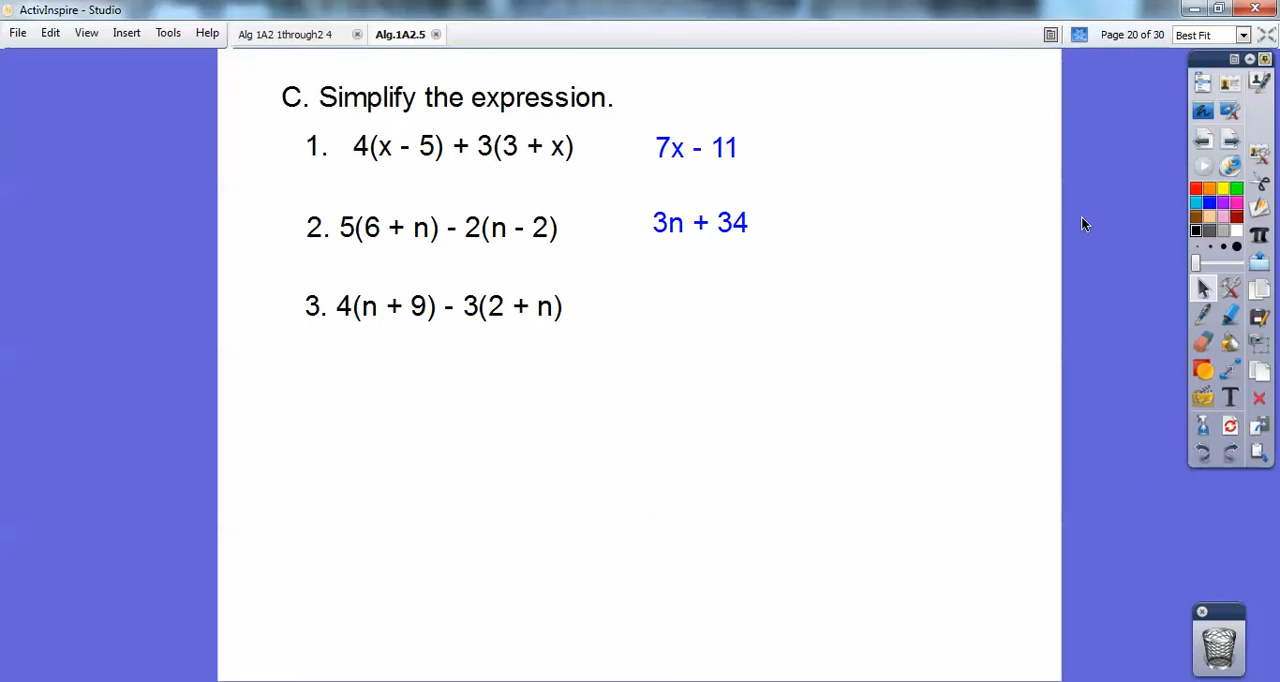 ActivInspire - Studio
File Edit View Insert Tools Help
Alg 1A2 1through2 4
Alg.1A2.5
Page 20 of 30
Best Fit
C. Simplify the expression.
1. 4(x - 5) + 3(3 + x) 7x - 11
2. 5(6 + n) - 2(n - 2) 3n + 34
3. 4(n + 9) - 3(2 + n)